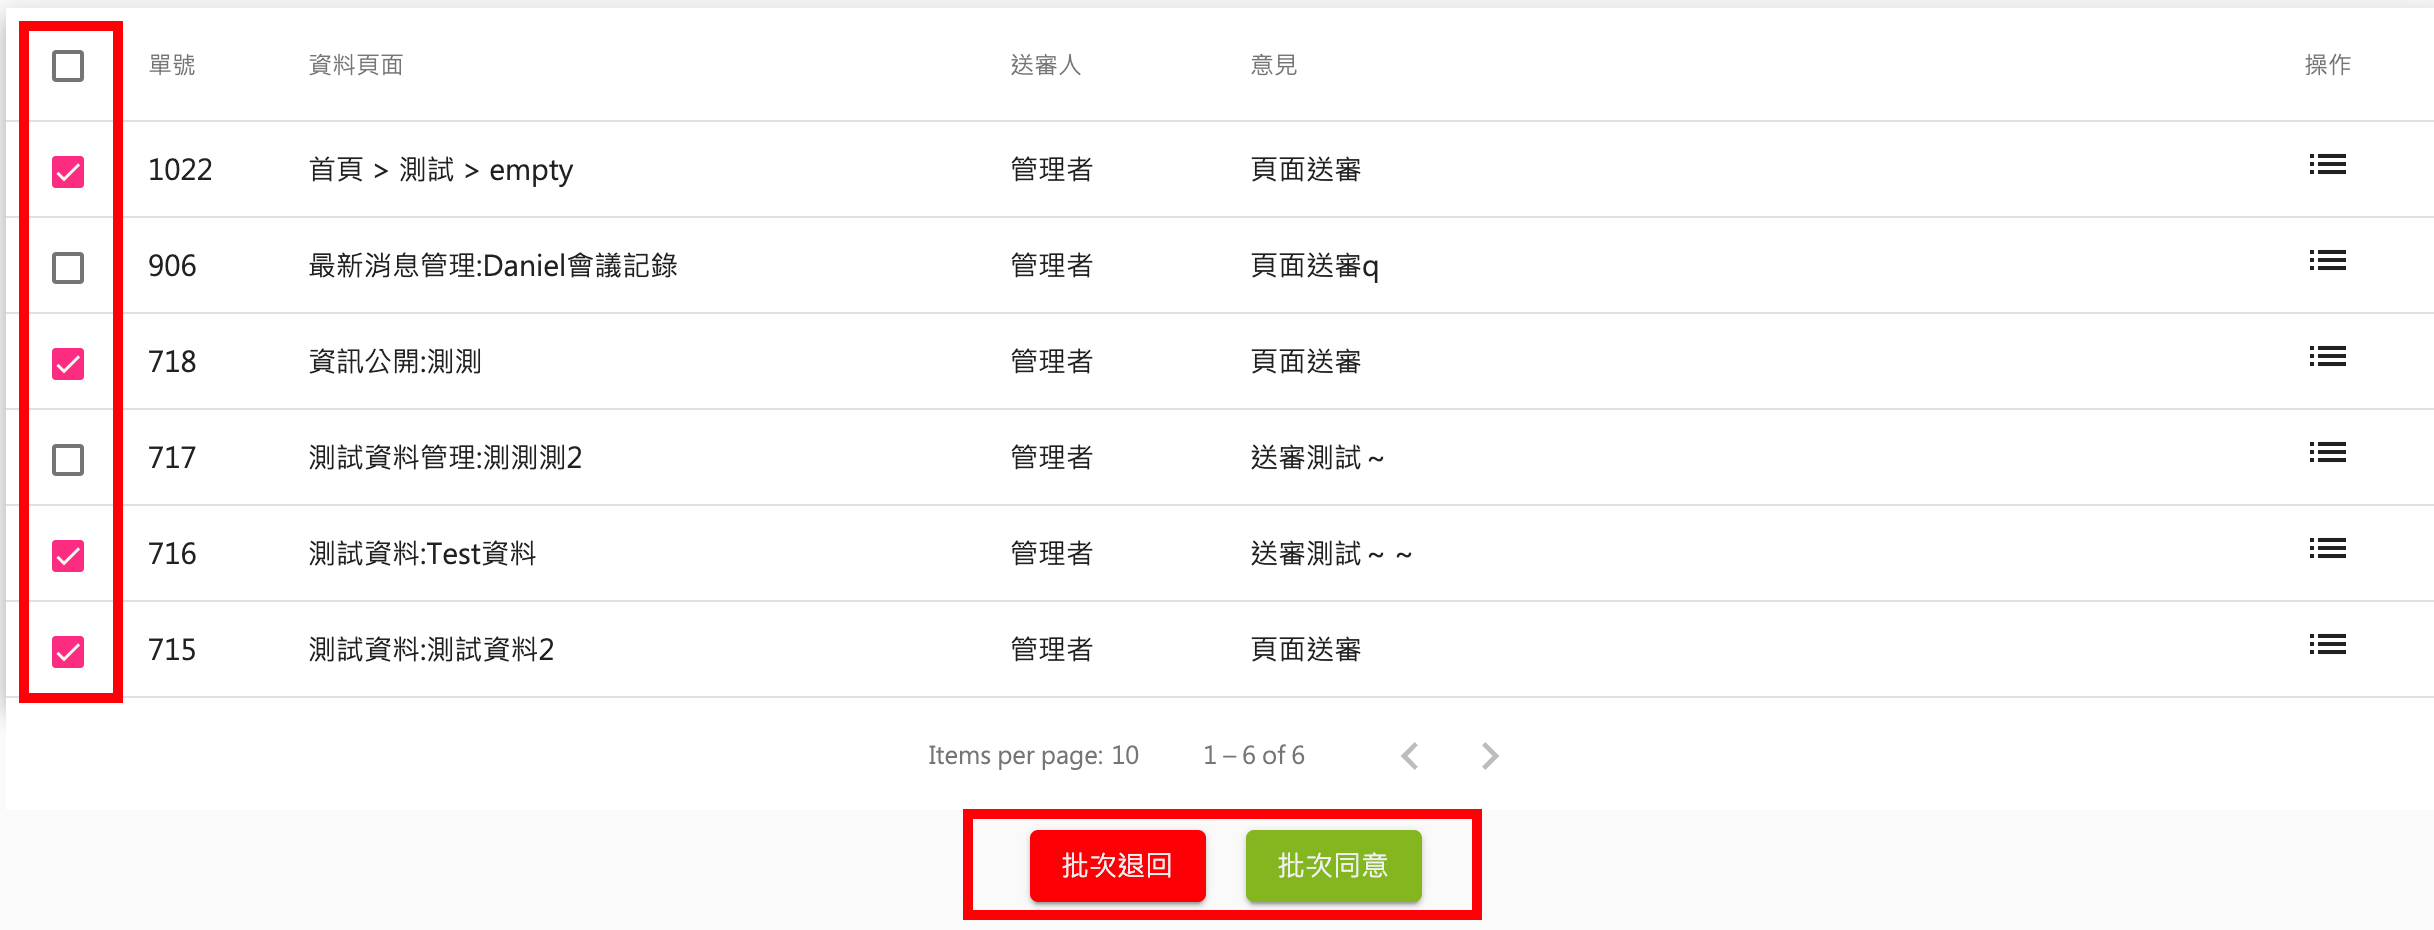 單號 資料頁面 送審人 意見 操作
1022 首頁 > 測試 > empty 管理者 頁面送審
906 最新消息管理:Daniel會議記錄 管理者 頁面送審q
718 資訊公開:測測 管理者 頁面送審
717 測試資料管理:測測測2 管理者 送審測試~
716 測試資料:Test資料 管理者 送審測試~ ~
715 測試資料:測試資料2 管理者 頁面送審
Items per page: 10 1 – 6 of 6
批次退回 批次同意